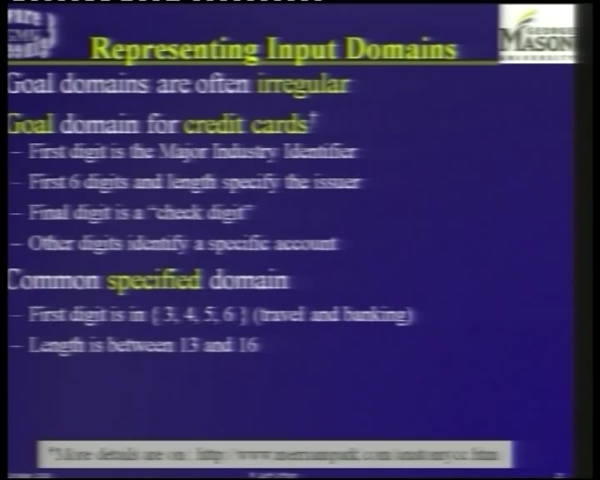 Representing Input Domains
GEORGE
MASON
UNIVERSITY
Goal domains are often irregular
Goal domain for credit cards†
– First digit is the Major Industry Identifier
– First 6 digits and length specify the issuer
– Final digit is a “check digit”
– Other digits identify a specific account
Common specified domain
– First digit is in { 3, 4, 5, 6 } (travel and banking)
– Length is between 13 and 16
More details are on : http://www.merriampark.com/anatomycc.htm